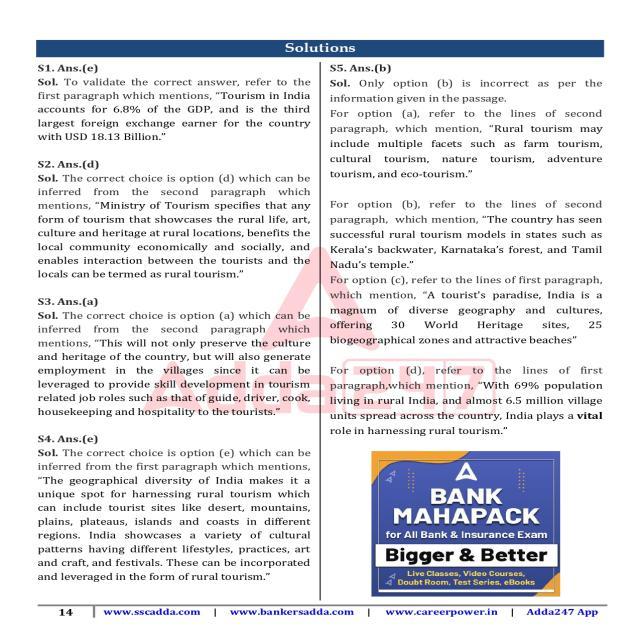 Solutions
S1. Ans.(e)
Sol. To validate the correct answer, refer to the
first paragraph which mentions, “Tourism in India
accounts for 6.8% of the GDP, and is the third
largest foreign exchange earner for the country
with USD 18.13 Billion.”
S2. Ans.(d)
Sol. The correct choice is option (d) which can be
inferred from the second paragraph which
mentions, “Ministry of Tourism specifies that any
form of tourism that showcases the rural life, art,
culture and heritage at rural locations, benefits the
local community economically and socially, and
enables interaction between the tourists and the
locals can be termed as rural tourism.”
S3. Ans.(a)
Sol. The correct choice is option (a) which can be
inferred from the second paragraph which
mentions, “This will not only preserve the culture
and heritage of the country, but will also generate
employment in the villages since it can be
leveraged to provide skill development in tourism
related job roles such as that of guide, driver, cook,
housekeeping and hospitality to the tourists.”
S4. Ans.(e)
Sol. The correct choice is option (e) which can be
inferred from the first paragraph which mentions,
“The geographical diversity of India makes it a
unique spot for harnessing rural tourism which
can include tourist sites like desert, mountains,
plains, plateaus, islands and coasts in different
regions. India showcases a variety of cultural
patterns having different lifestyles, practices, art
and craft, and festivals. These can be incorporated
and leveraged in the form of rural tourism.”
S5. Ans.(b)
Sol. Only option (b) is incorrect as per the
information given in the passage.
For option (a), refer to the lines of second
paragraph, which mention, “Rural tourism may
include multiple facets such as farm tourism,
cultural tourism, nature tourism, adventure
tourism, and eco-tourism.”
For option (b), refer to the lines of second
paragraph, which mention, “The country has seen
successful rural tourism models in states such as
Kerala’s backwater, Karnataka’s forest, and Tamil
Nadu’s temple.”
For option (c), refer to the lines of first paragraph,
which mention, “A tourist’s paradise, India is a
magnum of diverse geography and cultures,
offering 30 World Heritage sites, 25
biogeographical zones and attractive beaches”
For option (d), refer to the lines of first
paragraph,which mention, “With 69% population
living in rural India, and almost 6.5 million village
units spread across the country, India plays a vital
role in harnessing rural tourism.”
Adda247
BANK
MAHAPACK
for All Bank & Insurance Exam
Bigger & Better
Live Classes, Video Courses,
Doubt Room, Test Series, eBooks
14 | www.sscadda.com | www.bankersadda.com | www.careerpower.in | Adda247 App